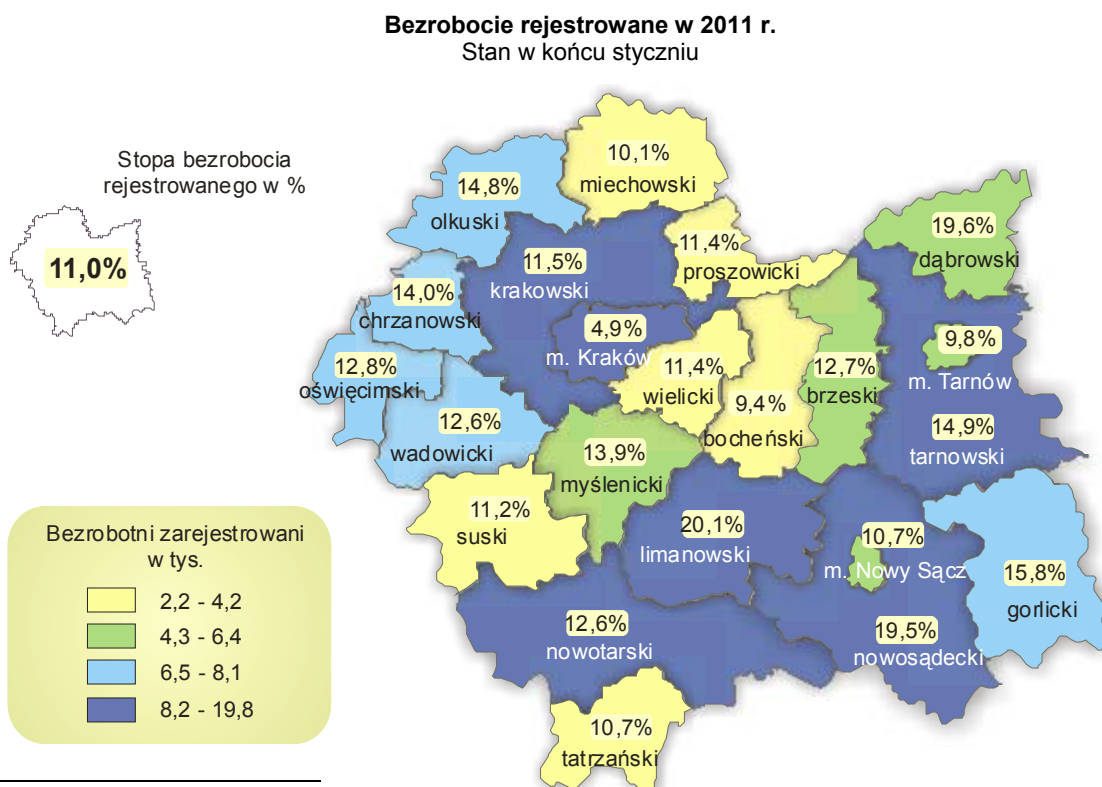 Bezrobocie rejestrowane w 2011 r.
Stan w końcu styczniu
Stopa bezrobocia
rejestrowanego w %
11,0%
10,1%
miechowski
14,8%
olkuski
11,4%
proszowicki
19,6%
dąbrowski
11,5%
krakowski
14,0%
chrzanowski
4,9%
m. Kraków
9,8%
m. Tarnów
12,8%
oświęcimski
11,4%
wielicki
12,7%
brzeski
9,4%
bocheński
12,6%
wadowicki
14,9%
tarnowski
13,9%
myślenicki
11,2%
suski
20,1%
limanowski
10,7%
m. Nowy Sącz
15,8%
gorlicki
12,6%
nowotarski
19,5%
nowosądecki
10,7%
tatrzański
Bezrobotni zarejestrowani
w tys.
2,2 - 4,2
4,3 - 6,4
6,5 - 8,1
8,2 - 19,8